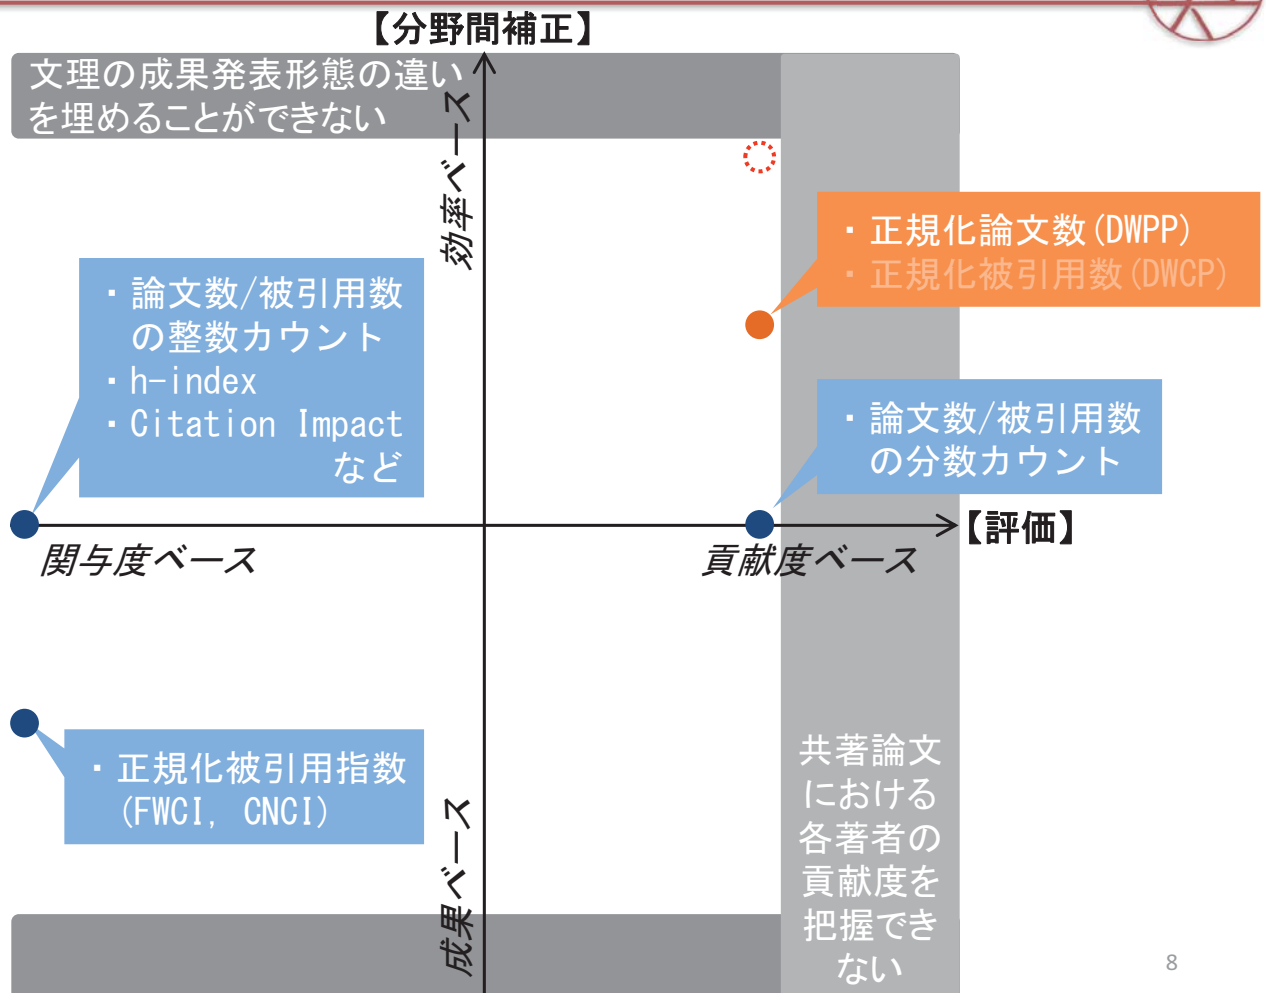 【分野間補正】
文理の成果発表形態の違い
を埋めることができない
効率ベース
・正規化論文数(DWPP)
・正規化被引用数(DWCP)
・論文数/被引用数
の整数カウント
・h-index
・Citation Impact
など
・論文数/被引用数
の分数カウント
【評価】
関与度ベース
貢献度ベース
・正規化被引用指数
(FWCI, CNCI)
成果ベース
共著論文
における
各著者の
貢献度を
把握でき
ない
8